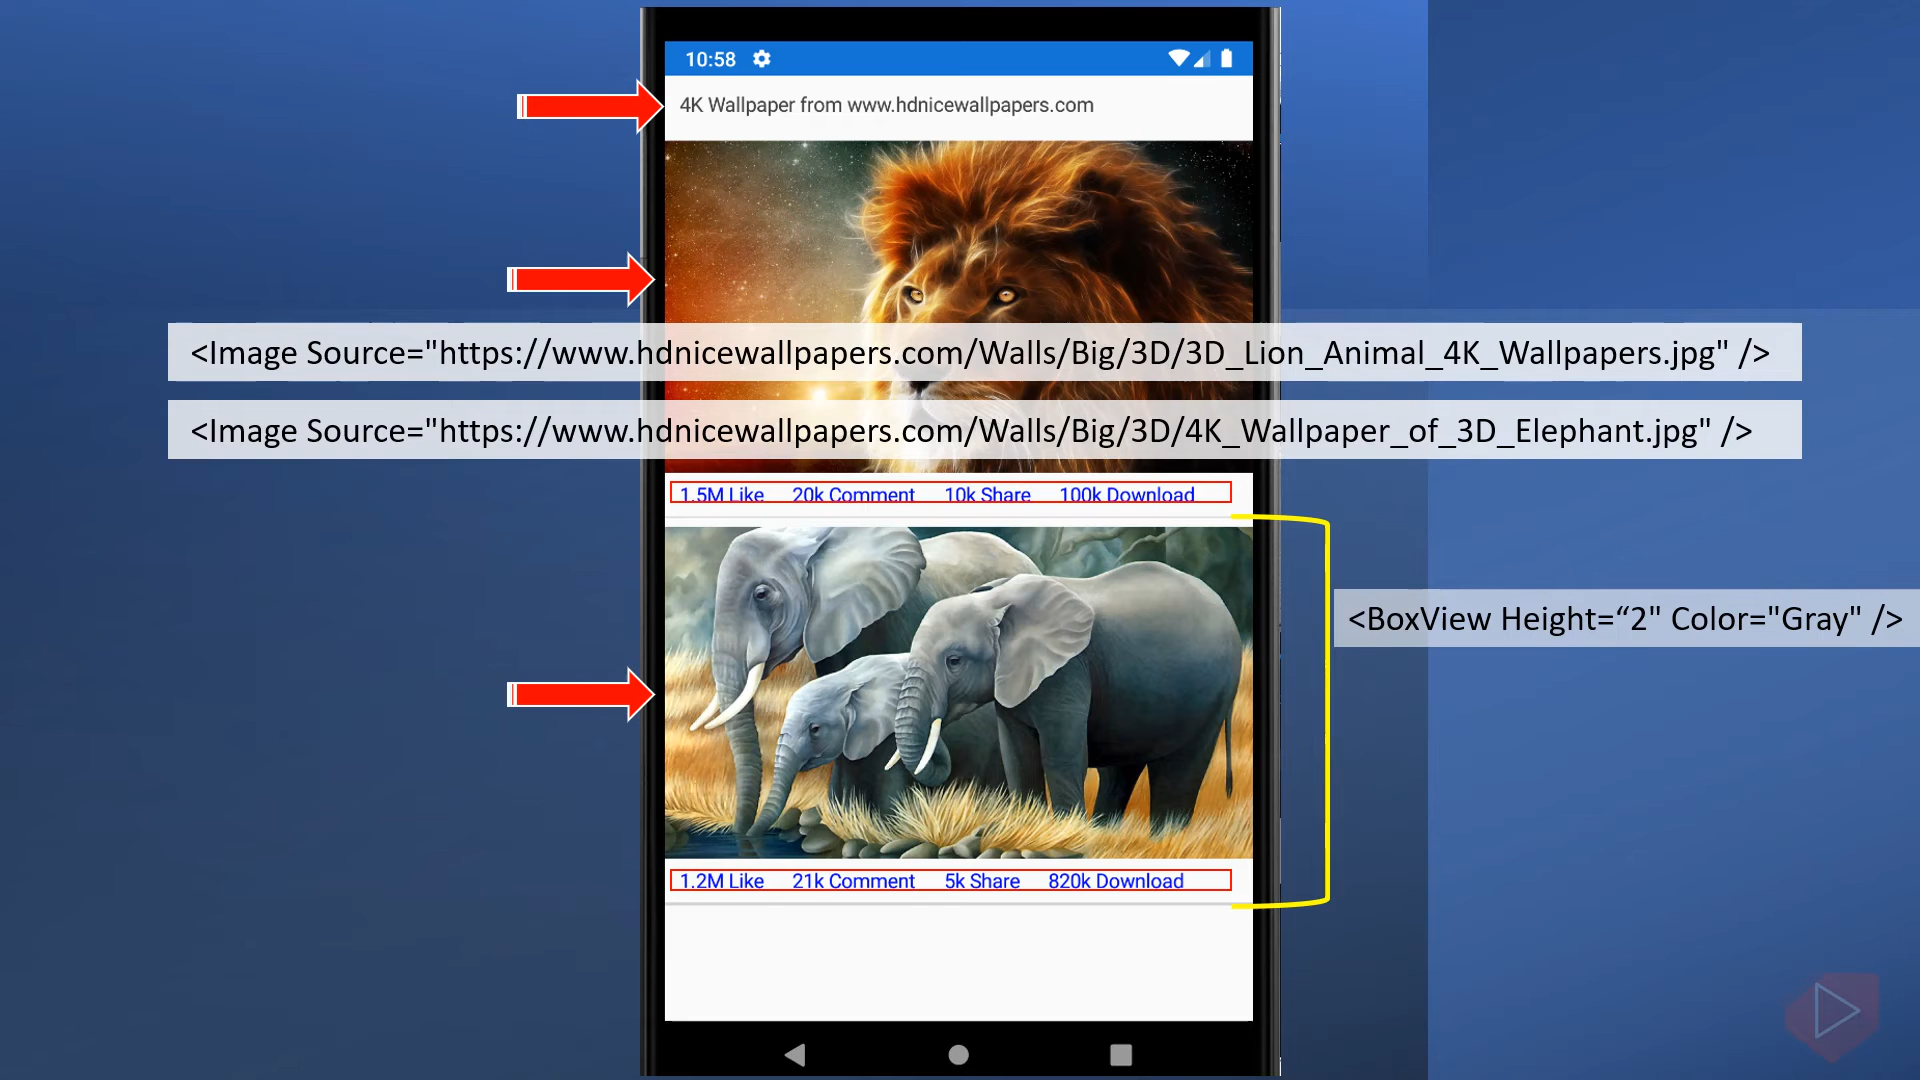 10:58
4K Wallpaper from www.hdnicewallpapers.com
<Image Source="https://www.hdnicewallpapers.com/Walls/Big/3D/3D_Lion_Animal_4K_Wallpapers.jpg" />
<Image Source="https://www.hdnicewallpapers.com/Walls/Big/3D/4K_Wallpaper_of_3D_Elephant.jpg" />
1.5M Like 20k Comment 10k Share 100k Download
<BoxView Height=“2" Color="Gray" />
1.2M Like 21k Comment 5k Share 820k Download